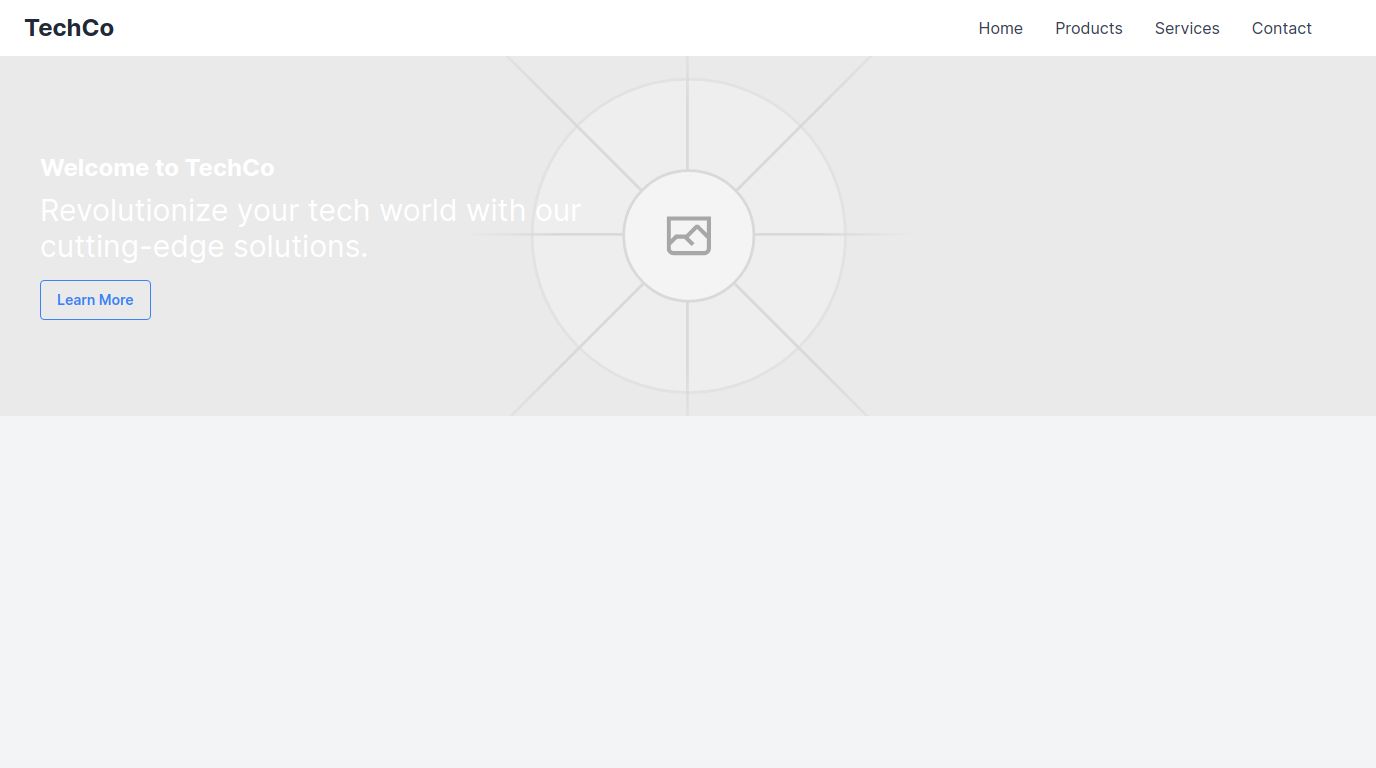 TechCo
Home Products Services Contact
Welcome to TechCo
Revolutionize your tech world with our
cutting-edge solutions.
Learn More